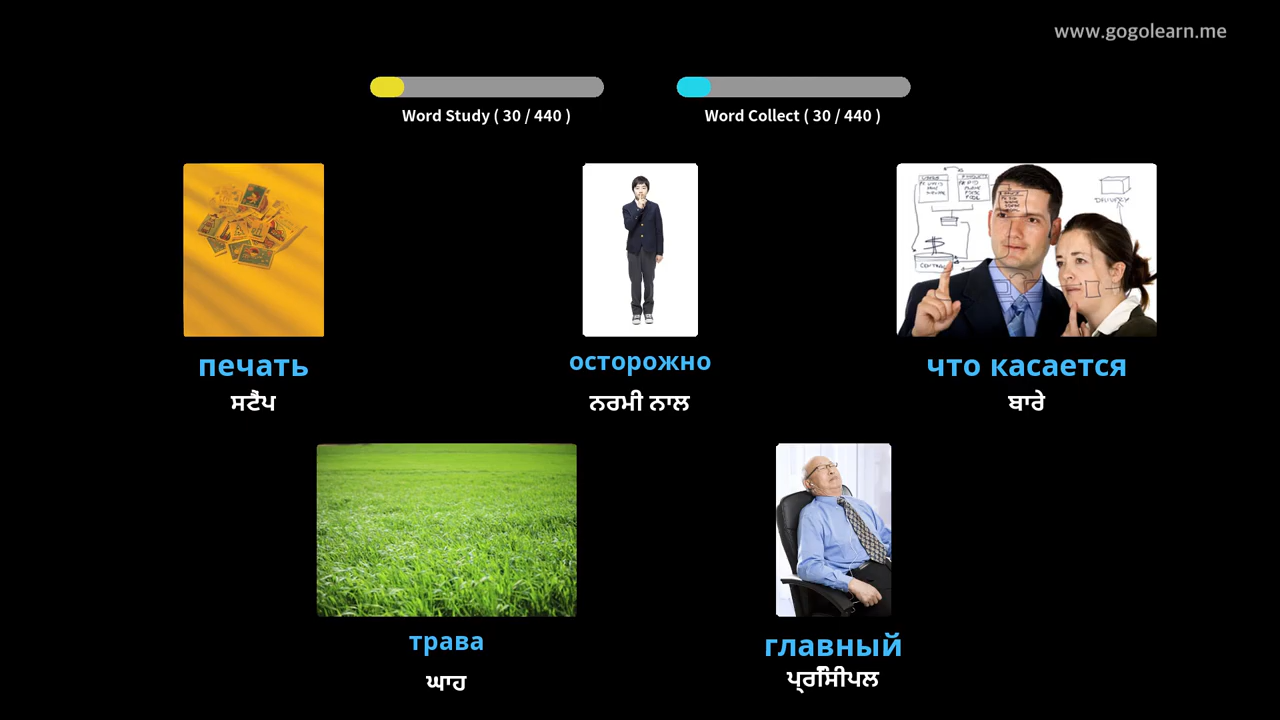 www.gogolearn.me
Word Study ( 30 / 440 )
Word Collect ( 30 / 440 )
DELIVERY
печать
ਸਟੈਂਪ
осторожно
ਨਰਮੀ ਨਾਲ
что касается
ਬਾਰੇ
трава
ਘਾਹ
главный
ਪ੍ਰਿੰਸੀਪਲ